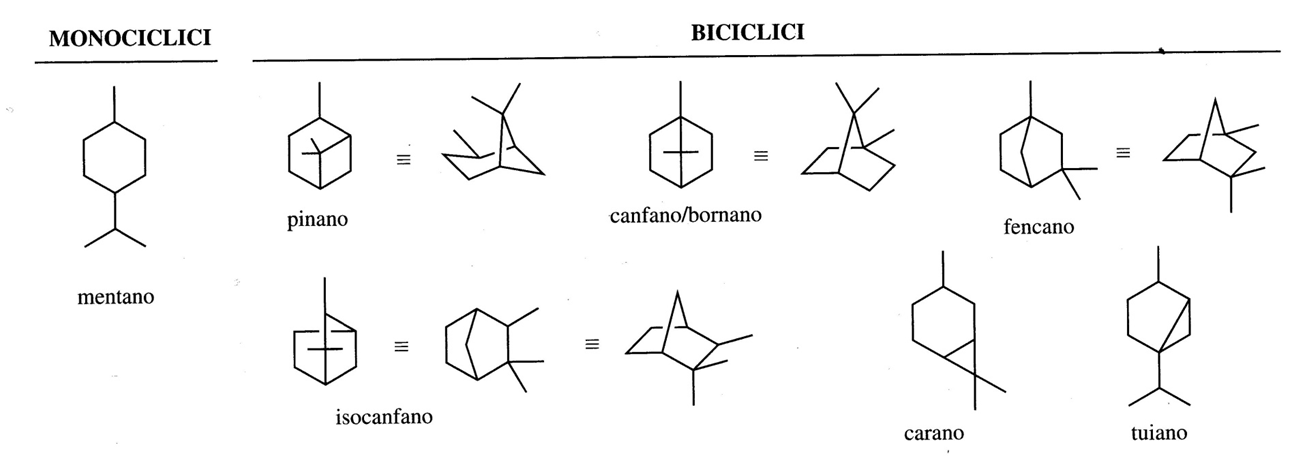 MONOCICLICI
BICICLICI
≡
≡
≡
pinano
canfano/bornano
fencano
mentano
≡
≡
isocanfano
carano
tuiano